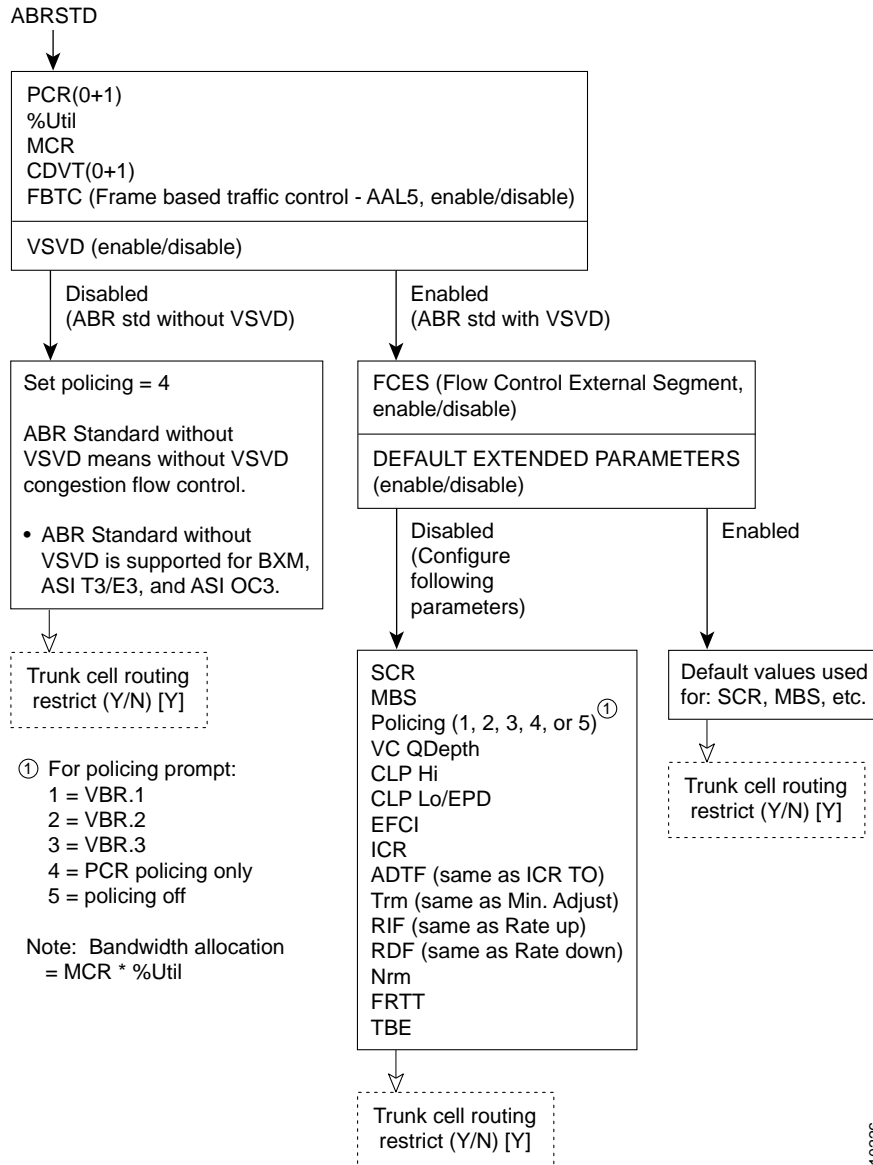 ABRSTD
PCR(0+1)
%Util
MCR
CDVT(0+1)
FBTC (Frame based traffic control - AAL5, enable/disable)
VSVD (enable/disable)
Disabled
(ABR std without VSVD)
Enabled
(ABR std with VSVD)
Set policing = 4
ABR Standard without
VSVD means without VSVD
congestion flow control.
• ABR Standard without
VSVD is supported for BXM,
ASI T3/E3, and ASI OC3.
FCES (Flow Control External Segment,
enable/disable)
DEFAULT EXTENDED PARAMETERS
(enable/disable)
Disabled
(Configure
following
parameters)
Enabled
Trunk cell routing
restrict (Y/N) [Y]
SCR
MBS
Policing (1, 2, 3, 4, or 5)①
VC QDepth
CLP Hi
CLP Lo/EPD
EFCI
ICR
ADTF (same as ICR TO)
Trm (same as Min. Adjust)
RIF (same as Rate up)
RDF (same as Rate down)
Nrm
FRTT
TBE
Default values used
for: SCR, MBS, etc.
Trunk cell routing
restrict (Y/N) [Y]
① For policing prompt:
1 = VBR.1
2 = VBR.2
3 = VBR.3
4 = PCR policing only
5 = policing off
Note: Bandwidth allocation
= MCR * %Util
Trunk cell routing
restrict (Y/N) [Y]